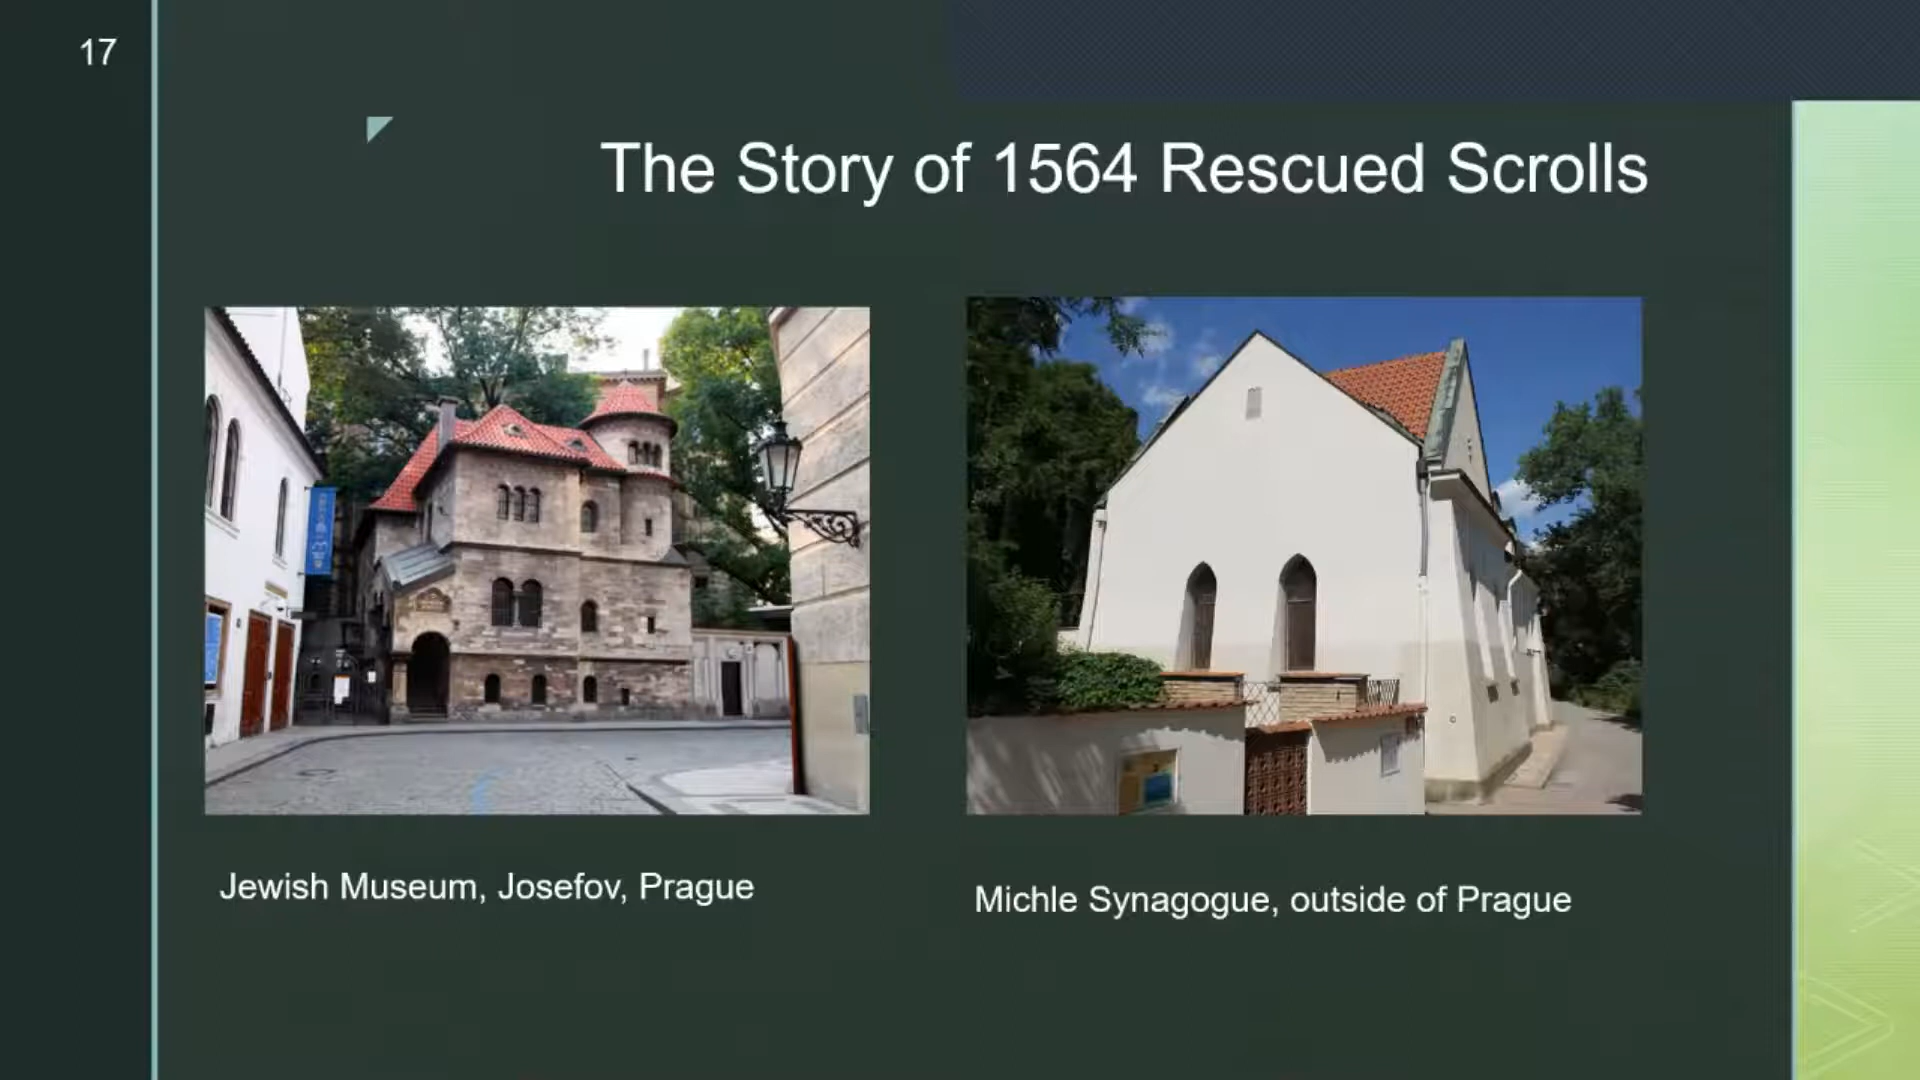 17
The Story of 1564 Rescued Scrolls
Jewish Museum, Josefov, Prague
Michle Synagogue, outside of Prague